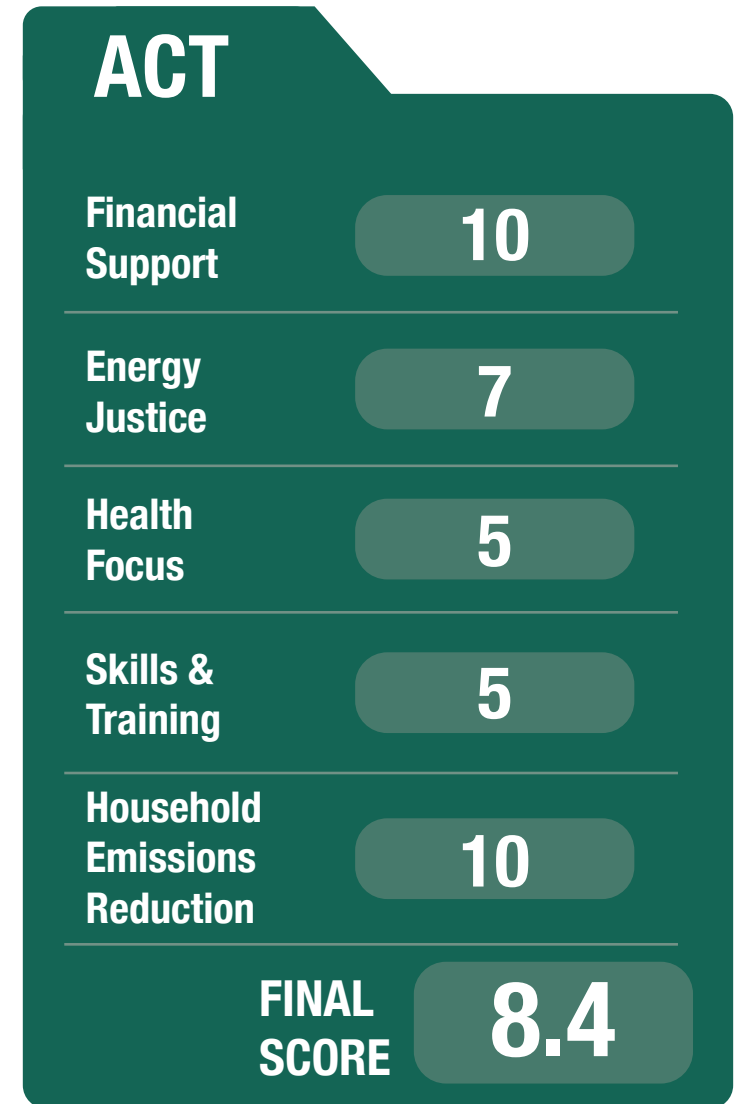 ACT
Financial
Support
10
Energy
Justice
7
Health
Focus
5
Skills &
Training
5
Household
Emissions
Reduction
10
FINAL
SCORE
8.4